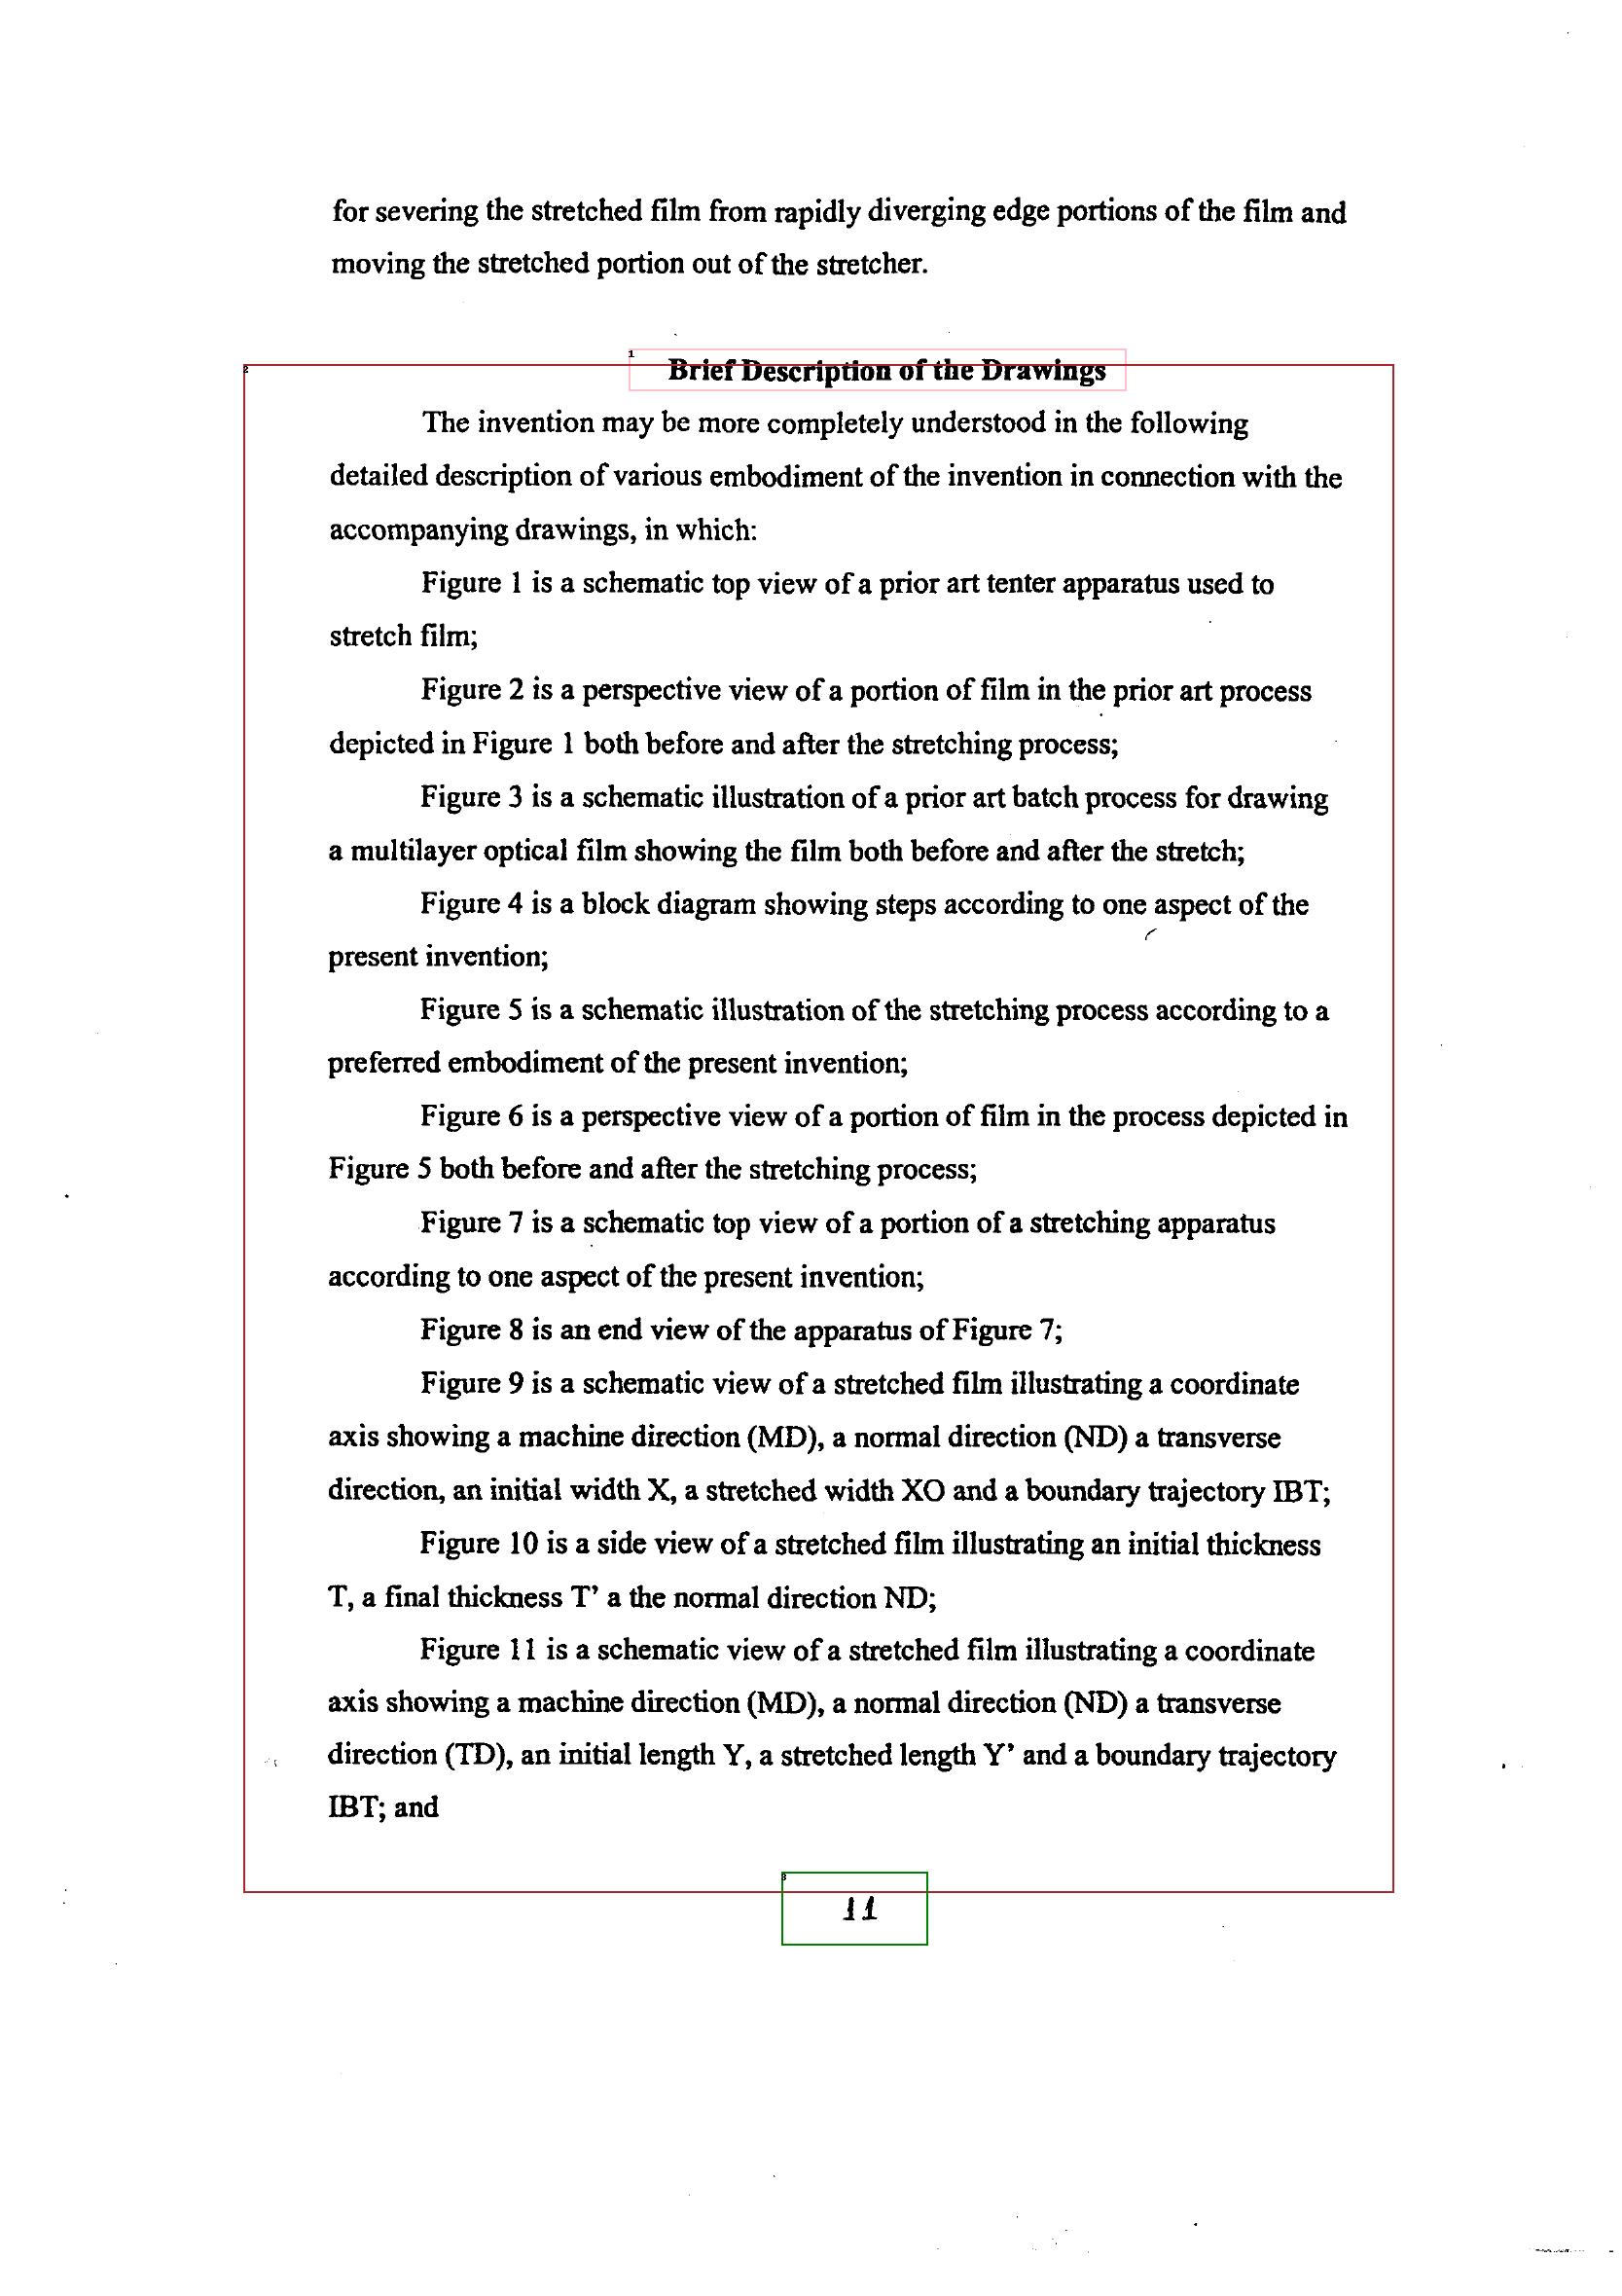 for severing the stretched film from rapidly diverging edge portions of the film and
moving the stretched portion out of the stretcher.
1
Brief Description of the Drawings
2
The invention may be more completely understood in the following
detailed description of various embodiment of the invention in connection with the
accompanying drawings, in which:
Figure 1 is a schematic top view of a prior art tenter apparatus used to
stretch film;
Figure 2 is a perspective view of a portion of film in the prior art process
depicted in Figure 1 both before and after the stretching process;
Figure 3 is a schematic illustration of a prior art batch process for drawing
a multilayer optical film showing the film both before and after the stretch;
Figure 4 is a block diagram showing steps according to one aspect of the
present invention;
Figure 5 is a schematic illustration of the stretching process according to a
preferred embodiment of the present invention;
Figure 6 is a perspective view of a portion of film in the process depicted in
Figure 5 both before and after the stretching process;
Figure 7 is a schematic top view of a portion of a stretching apparatus
according to one aspect of the present invention;
Figure 8 is an end view of the apparatus of Figure 7;
Figure 9 is a schematic view of a stretched film illustrating a coordinate
axis showing a machine direction (MD), a normal direction (ND) a transverse
direction, an initial width X, a stretched width XO and a boundary trajectory IBT;
Figure 10 is a side view of a stretched film illustrating an initial thickness
T, a final thickness T’ a the normal direction ND;
Figure 11 is a schematic view of a stretched film illustrating a coordinate
axis showing a machine direction (MD), a normal direction (ND) a transverse
direction (TD), an initial length Y, a stretched length Y’ and a boundary trajectory
IBT; and
3
11